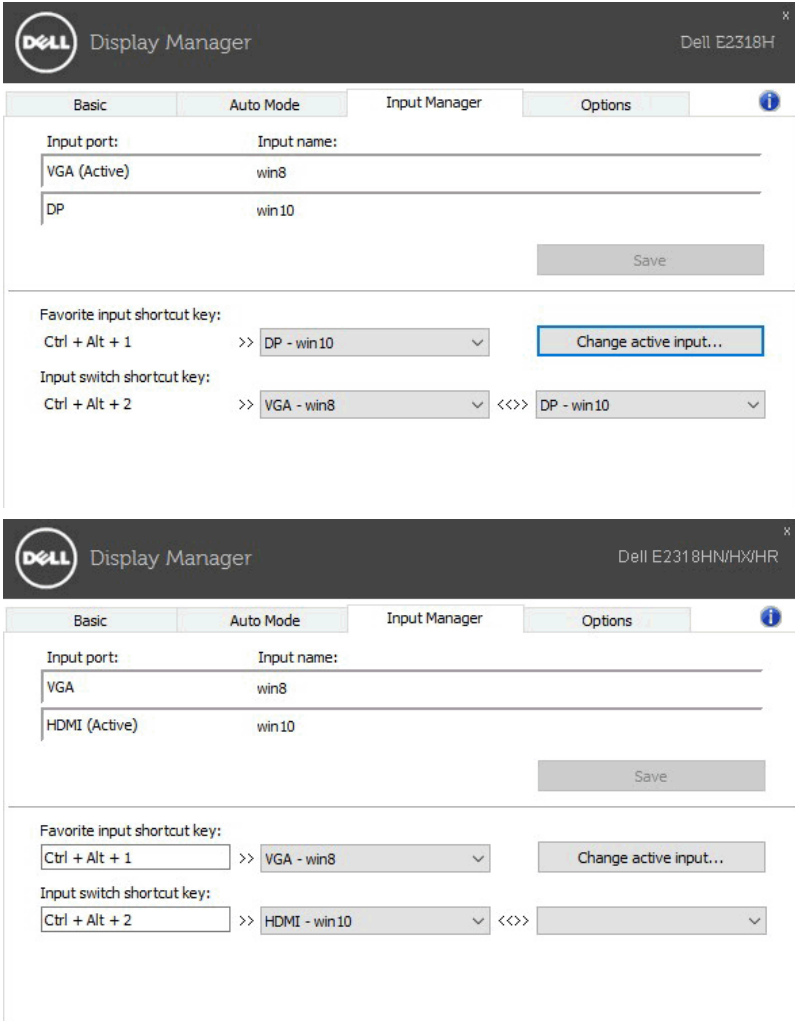 x
DELL Display Manager Dell E2318H
Basic Auto Mode Input Manager Options i
Input port: Input name:
VGA (Active) win8
DP win10
Save
Favorite input shortcut key:
Ctrl + Alt + 1 >> DP - win10 Change active input...
Input switch shortcut key:
Ctrl + Alt + 2 >> VGA - win8 <<>> DP - win10
x
DELL Display Manager Dell E2318HN/HX/HR
Basic Auto Mode Input Manager Options i
Input port: Input name:
VGA win8
HDMI (Active) win10
Save
Favorite input shortcut key:
Ctrl + Alt + 1 >> VGA - win8 Change active input...
Input switch shortcut key:
Ctrl + Alt + 2 >> HDMI - win10 <<>>